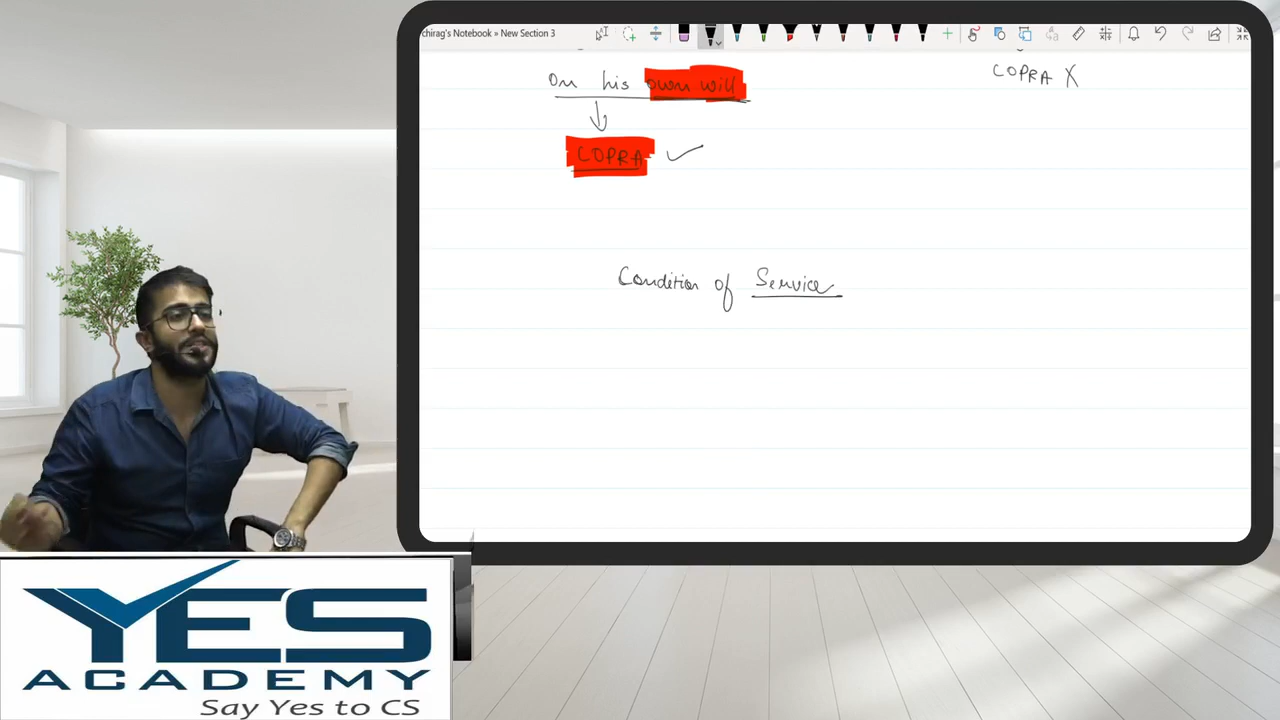 chirag's Notebook » New Section 3
COPRA X
On his own will
COPRA
Condition of Service
YES
ACADEMY
Say Yes to CS